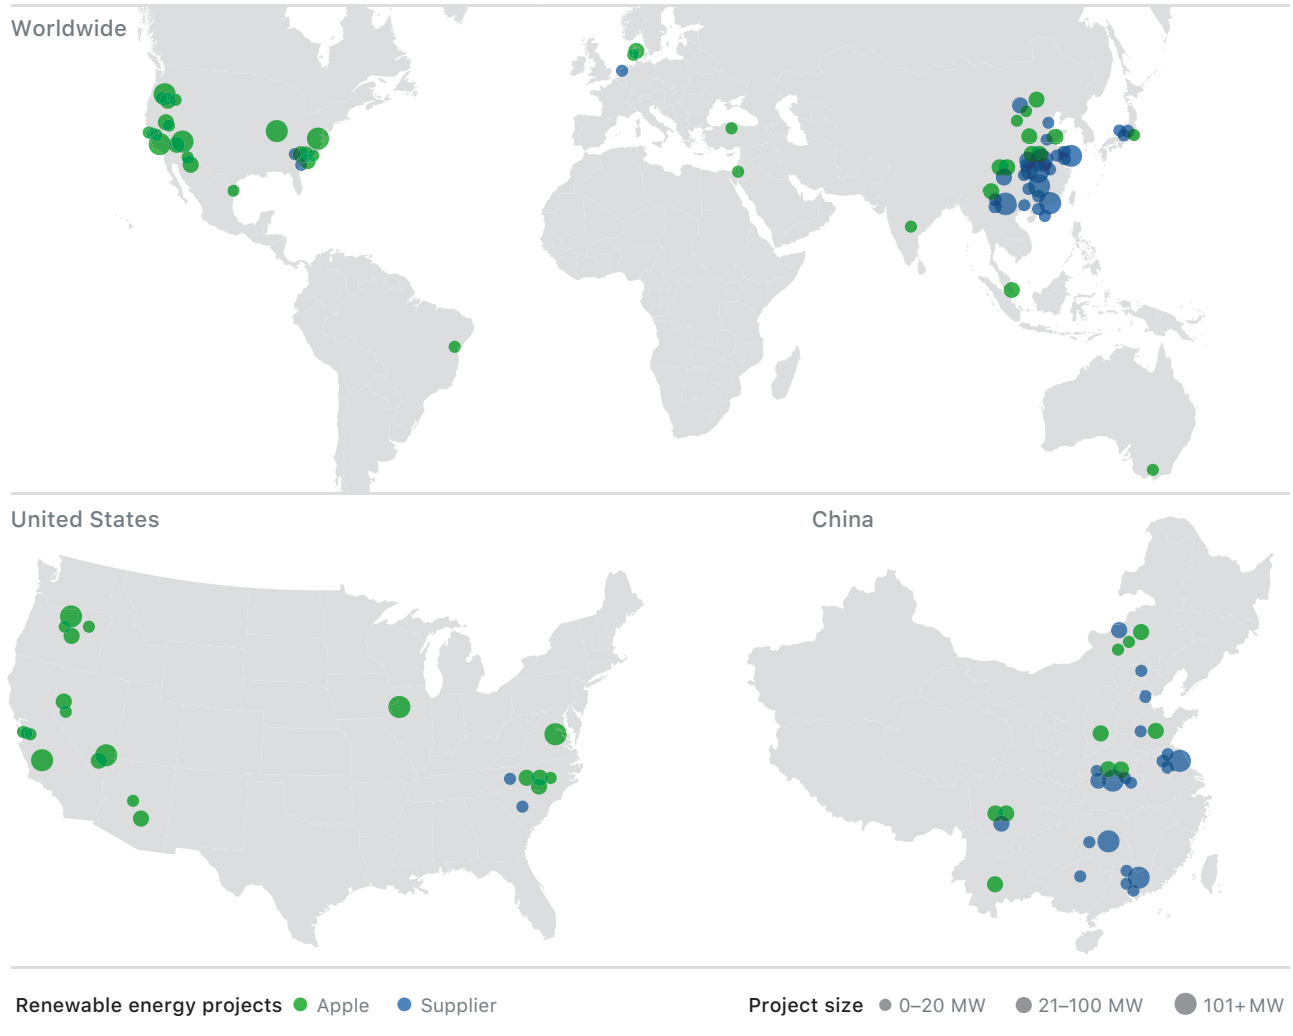 Worldwide
United States
China
Renewable energy projects Apple Supplier
Project size 0–20 MW 21–100 MW 101+ MW